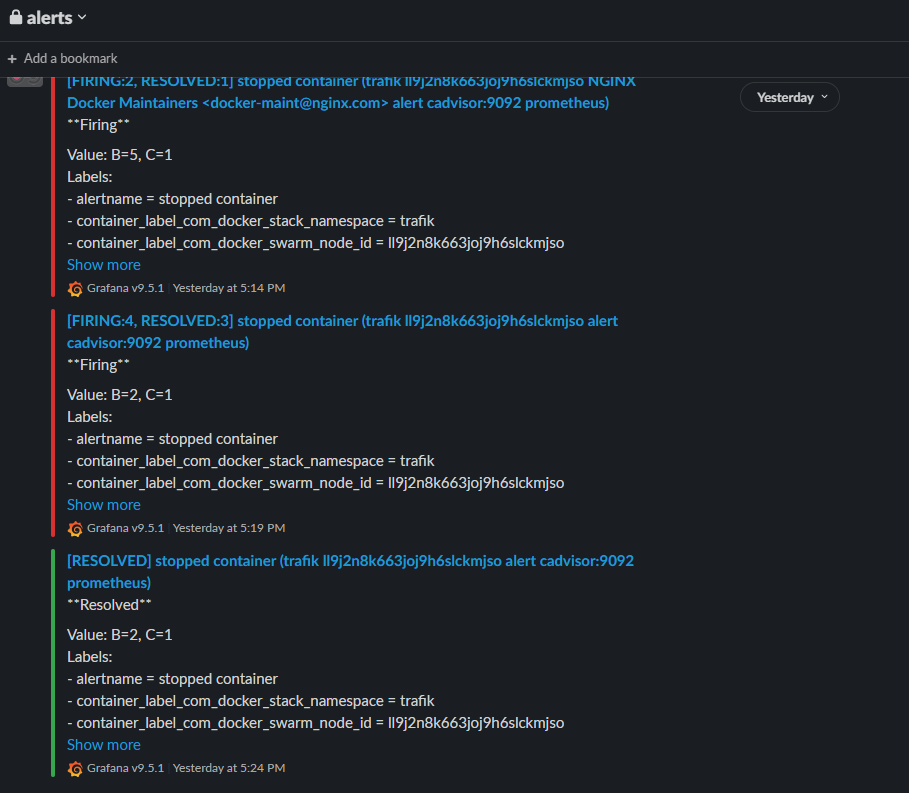 alerts
+ Add a bookmark
[FIRING:2, RESOLVED:1] stopped container (trafik ll9j2n8k663joj9h6slckmjso NGINX
Docker Maintainers <docker-maint@nginx.com> alert cadvisor:9092 prometheus)
Yesterday
**Firing**
Value: B=5, C=1
Labels:
- alertname = stopped container
- container_label_com_docker_stack_namespace = trafik
- container_label_com_docker_swarm_node_id = ll9j2n8k663joj9h6slckmjso
Show more
Grafana v9.5.1 | Yesterday at 5:14 PM
[FIRING:4, RESOLVED:3] stopped container (trafik ll9j2n8k663joj9h6slckmjso alert
cadvisor:9092 prometheus)
**Firing**
Value: B=2, C=1
Labels:
- alertname = stopped container
- container_label_com_docker_stack_namespace = trafik
- container_label_com_docker_swarm_node_id = ll9j2n8k663joj9h6slckmjso
Show more
Grafana v9.5.1 | Yesterday at 5:19 PM
[RESOLVED] stopped container (trafik ll9j2n8k663joj9h6slckmjso alert cadvisor:9092
prometheus)
**Resolved**
Value: B=2, C=1
Labels:
- alertname = stopped container
- container_label_com_docker_stack_namespace = trafik
- container_label_com_docker_swarm_node_id = ll9j2n8k663joj9h6slckmjso
Show more
Grafana v9.5.1 | Yesterday at 5:24 PM